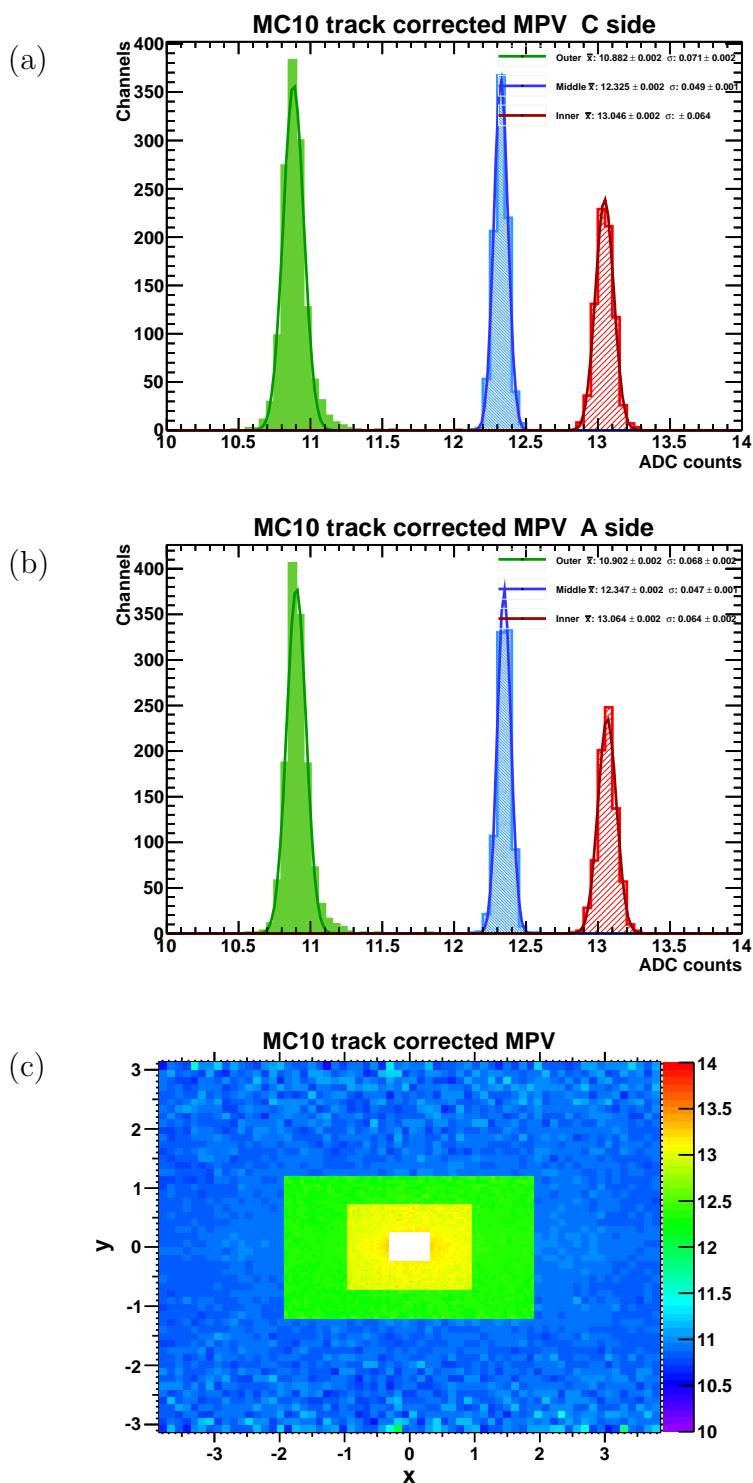 (a)
MC10 track corrected MPV C side
Channels
400
350
300
250
200
150
100
50
0
Outer x̄: 10.882 ± 0.002 σ: 0.071 ± 0.002
Middle x̄: 12.325 ± 0.002 σ: 0.049 ± 0.001
Inner x̄: 13.046 ± 0.002 σ: ± 0.064
10 10.5 11 11.5 12 12.5 13 13.5 14
ADC counts
(b)
MC10 track corrected MPV A side
Channels
400
350
300
250
200
150
100
50
0
Outer x̄: 10.902 ± 0.002 σ: 0.068 ± 0.002
Middle x̄: 12.347 ± 0.002 σ: 0.047 ± 0.001
Inner x̄: 13.064 ± 0.002 σ: 0.064 ± 0.002
10 10.5 11 11.5 12 12.5 13 13.5 14
ADC counts
(c)
MC10 track corrected MPV
y
3
2
1
0
-1
-2
-3
-3 -2 -1 0 1 2 3
x
14
13.5
13
12.5
12
11.5
11
10.5
10